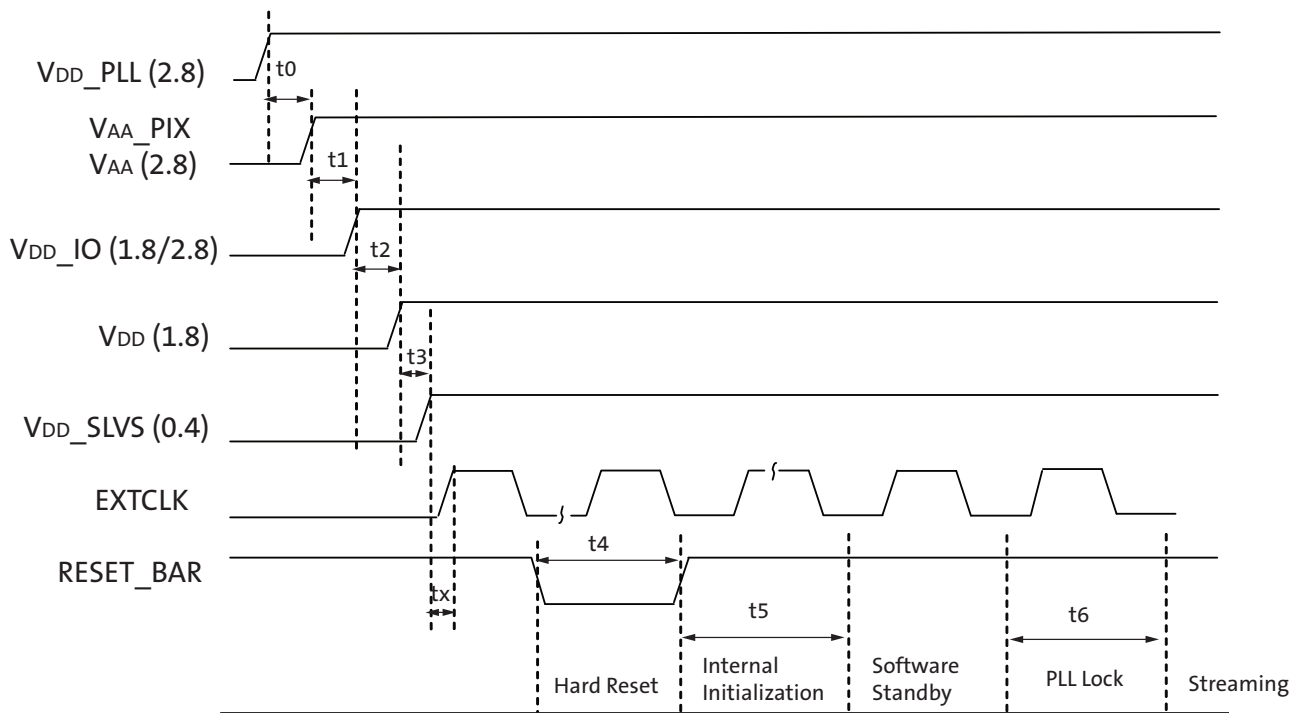 VDD_PLL (2.8)
t0
VAA_PIX
VAA (2.8)
t1
VDD_IO (1.8/2.8)
t2
VDD (1.8)
t3
VDD_SLVS (0.4)
EXTCLK
RESET_BAR
t4
tx
t5
t6
Hard Reset
Internal
Initialization
Software
Standby
PLL Lock
Streaming